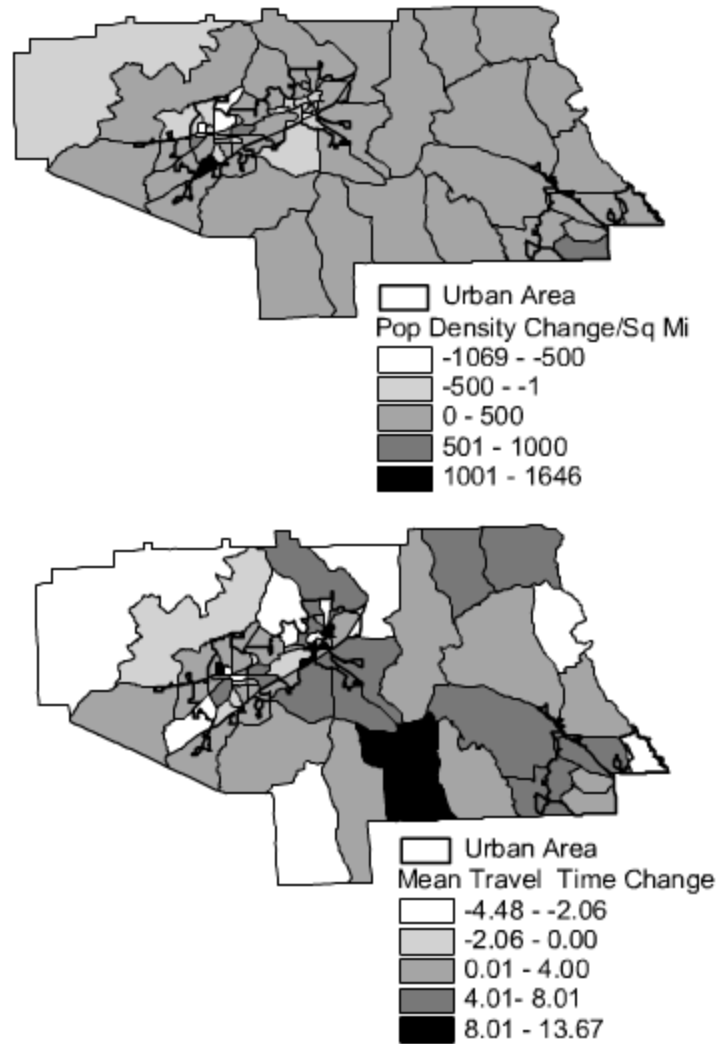 Urban Area
Pop Density Change/Sq Mi
-1069 - -500
-500 - -1
0 - 500
501 - 1000
1001 - 1646
Urban Area
Mean Travel Time Change
-4.48 - -2.06
-2.06 - 0.00
0.01 - 4.00
4.01- 8.01
8.01 - 13.67